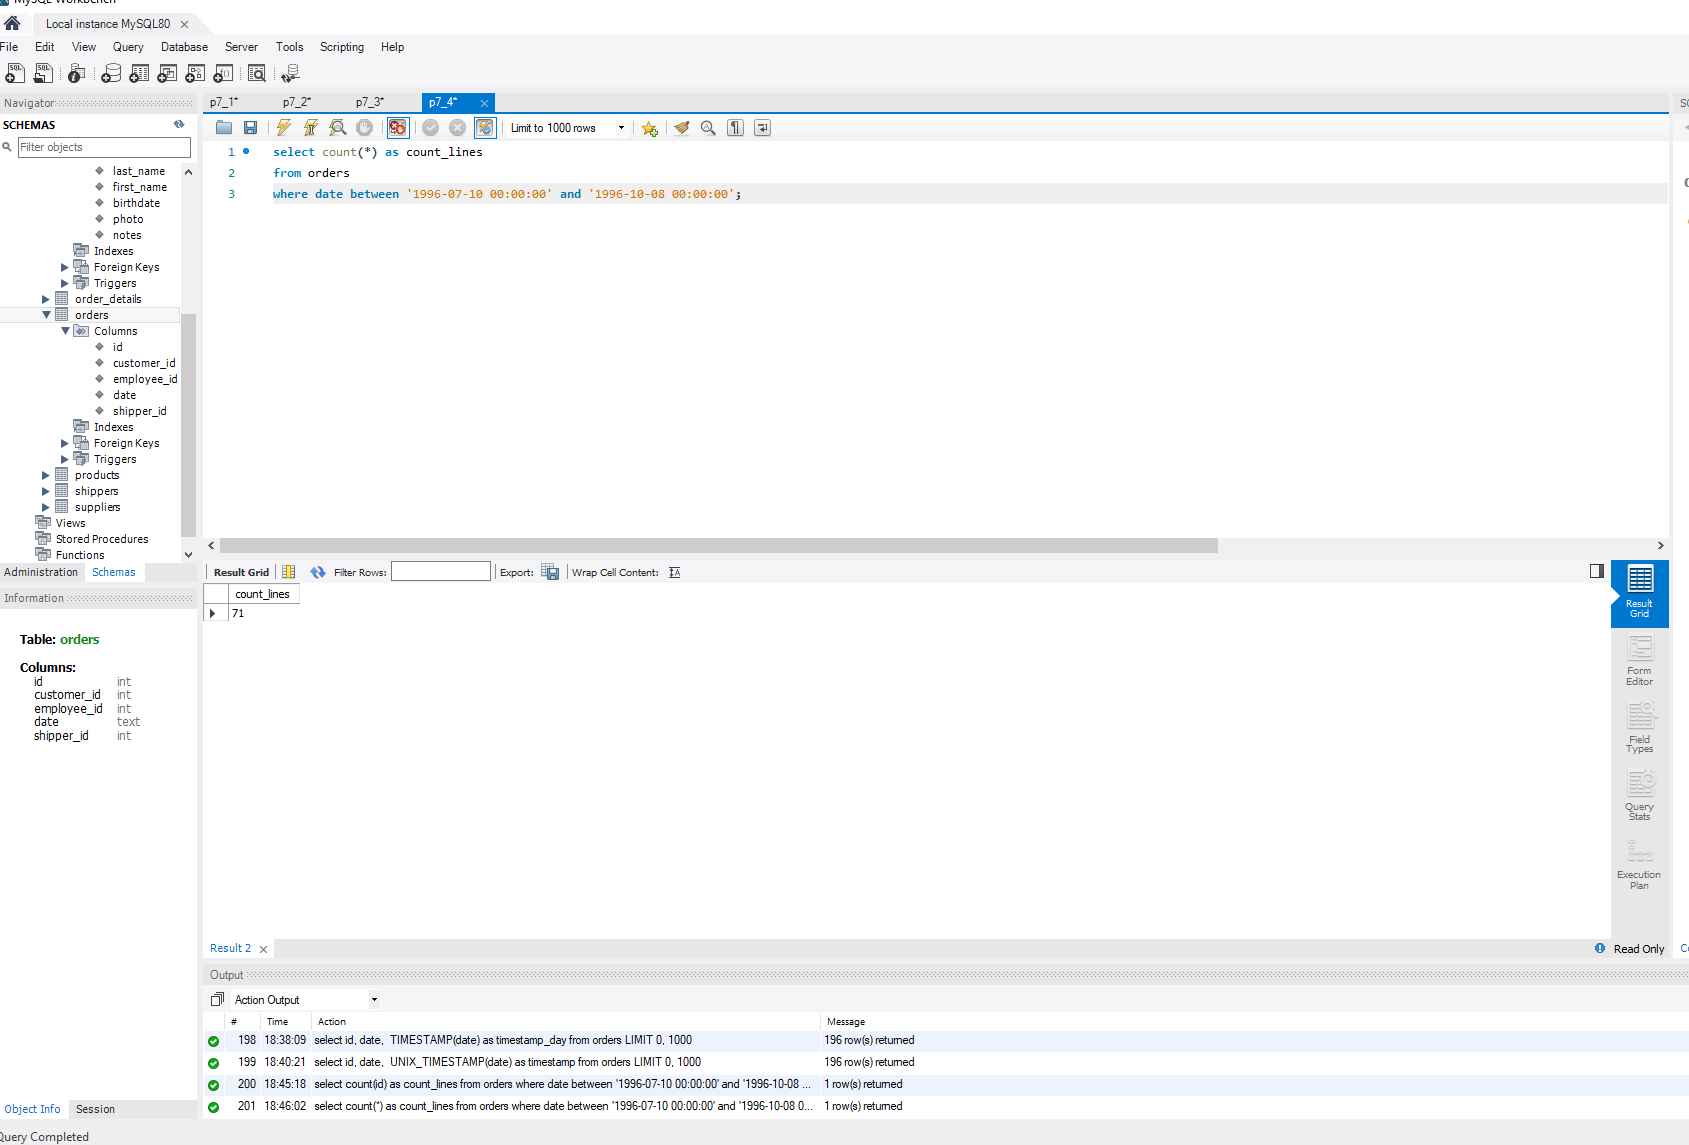 MySQL Workbench
Local instance MySQL80
File Edit View Query Database Server Tools Scripting Help
Navigator
SCHEMAS
Filter objects
last_name
first_name
birthdate
photo
notes
Indexes
Foreign Keys
Triggers
order_details
orders
Columns
id
customer_id
employee_id
date
shipper_id
Indexes
Foreign Keys
Triggers
products
shippers
suppliers
Views
Stored Procedures
Functions
Administration Schemas
Information
Table: orders
Columns:
id int
customer_id int
employee_id int
date text
shipper_id int
Object Info Session
Query Completed
p7_1* p7_2* p7_3* p7_4*
Limit to 1000 rows
1 select count(*) as count_lines
2 from orders
3 where date between '1996-07-10 00:00:00' and '1996-10-08 00:00:00';
Result Grid Filter Rows: Export: Wrap Cell Content:
count_lines
71
Result Grid
Form Editor
Field Types
Query Stats
Execution Plan
Result 2
Read Only
Output
Action Output
# Time Action Message
198 18:38:09 select id, date, TIMESTAMP(date) as timestamp_day from orders LIMIT 0, 1000 196 row(s) returned
199 18:40:21 select id, date, UNIX_TIMESTAMP(date) as timestamp from orders LIMIT 0, 1000 196 row(s) returned
200 18:45:18 select count(id) as count_lines from orders where date between '1996-07-10 00:00:00' and '1996-10-08 ... 1 row(s) returned
201 18:46:02 select count(*) as count_lines from orders where date between '1996-07-10 00:00:00' and '1996-10-08 0... 1 row(s) returned